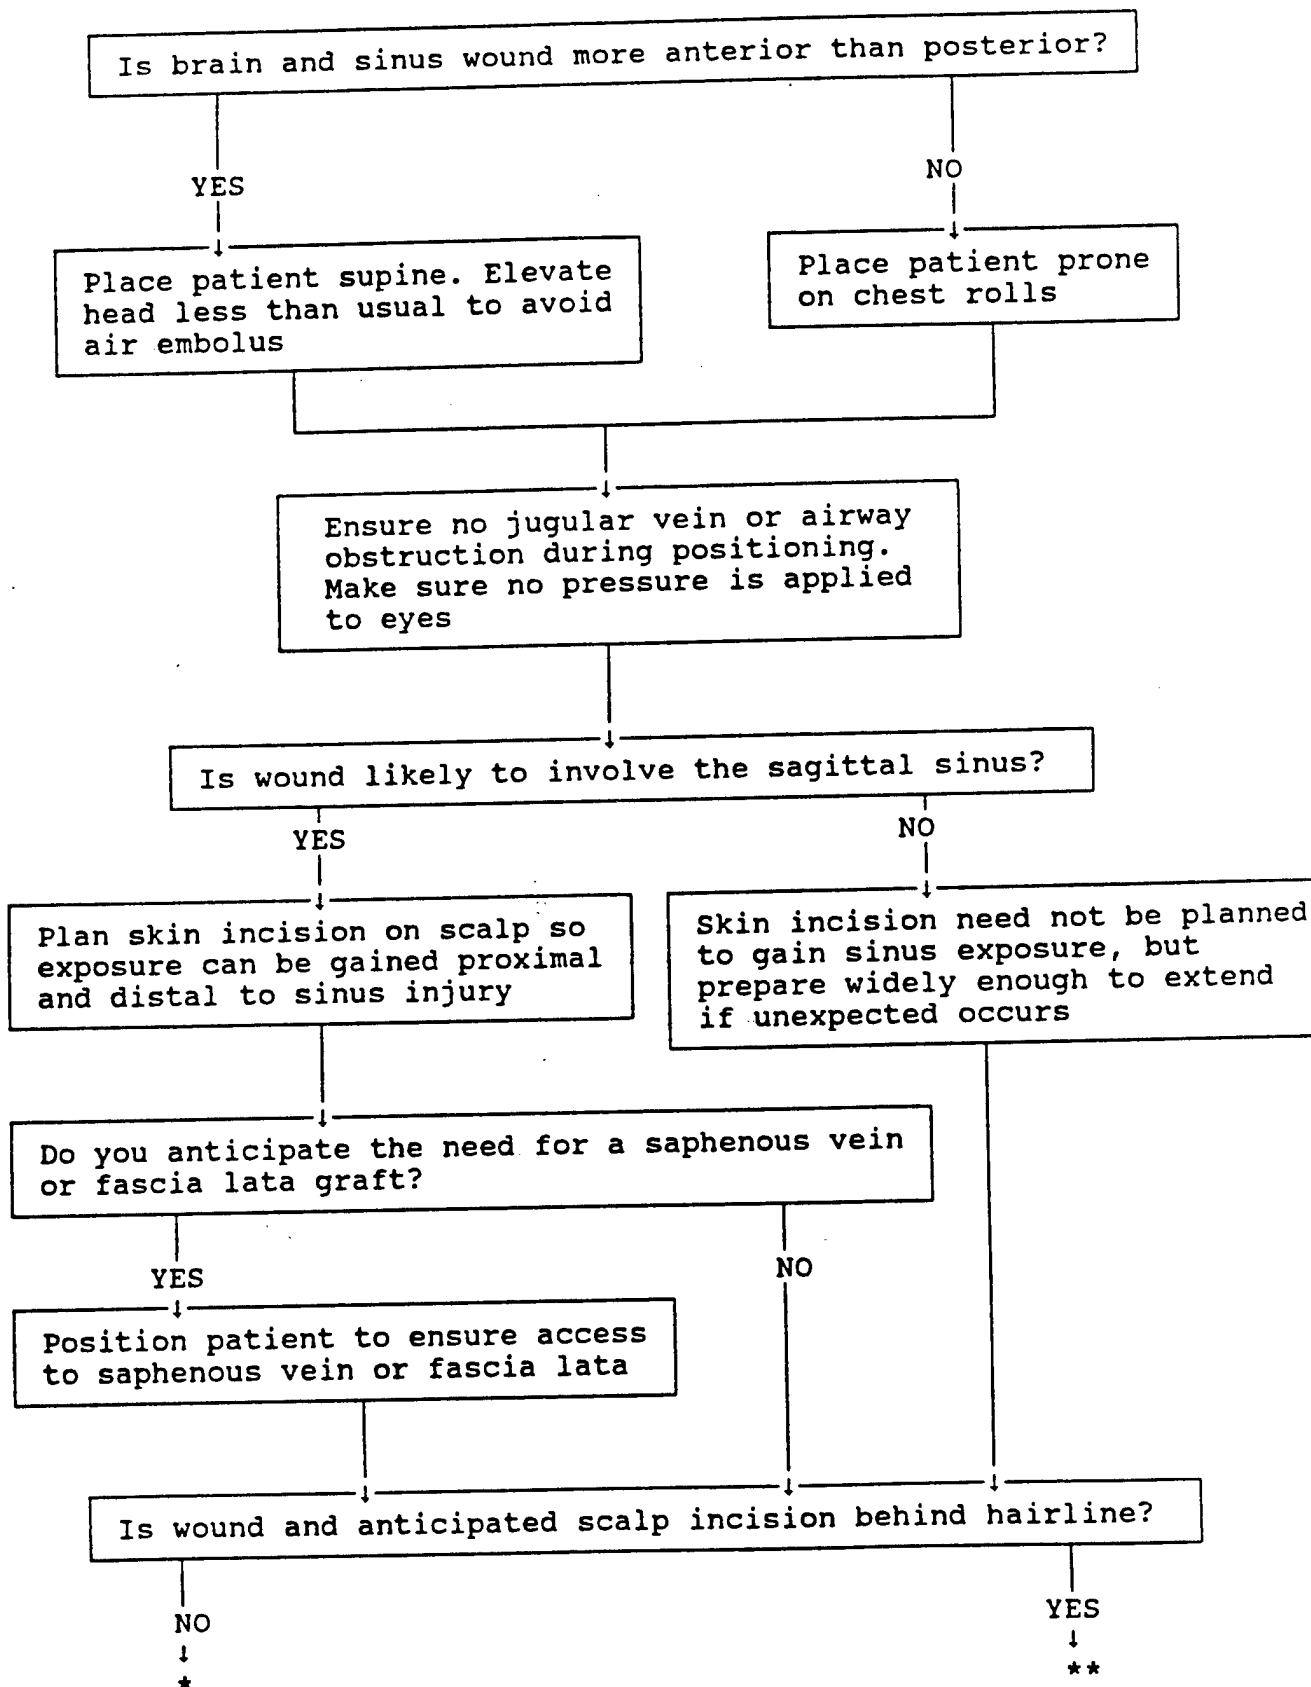 Is brain and sinus wound more anterior than posterior?
YES
NO
Place patient supine. Elevate
head less than usual to avoid
air embolus
Place patient prone
on chest rolls
Ensure no jugular vein or airway
obstruction during positioning.
Make sure no pressure is applied
to eyes
Is wound likely to involve the sagittal sinus?
YES
NO
Plan skin incision on scalp so
exposure can be gained proximal
and distal to sinus injury
Skin incision need not be planned
to gain sinus exposure, but
prepare widely enough to extend
if unexpected occurs
Do you anticipate the need for a saphenous vein
or fascia lata graft?
YES
NO
Position patient to ensure access
to saphenous vein or fascia lata
Is wound and anticipated scalp incision behind hairline?
NO
YES
*
**